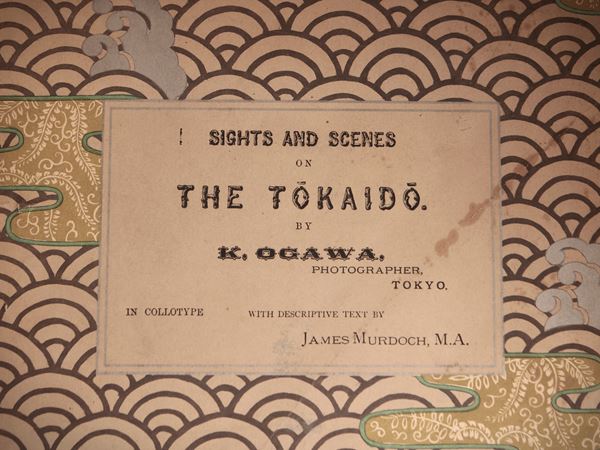 SIGHTS AND SCENES
ON
THE TŌKAIDŌ.
BY
K. OGAWA,
PHOTOGRAPHER,
TOKYO.
IN COLLOTYPE WITH DESCRIPTIVE TEXT BY
JAMES MURDOCH, M.A.